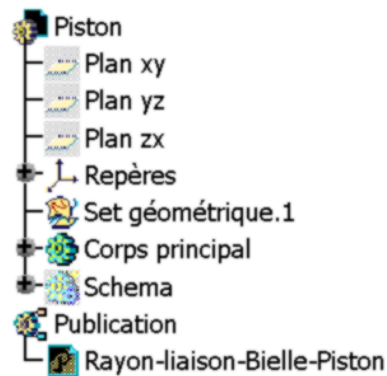 Piston
Plan xy
Plan yz
Plan zx
Repères
Set géométrique.1
Corps principal
Schema
Publication
Rayon-liaison-Bielle-Piston